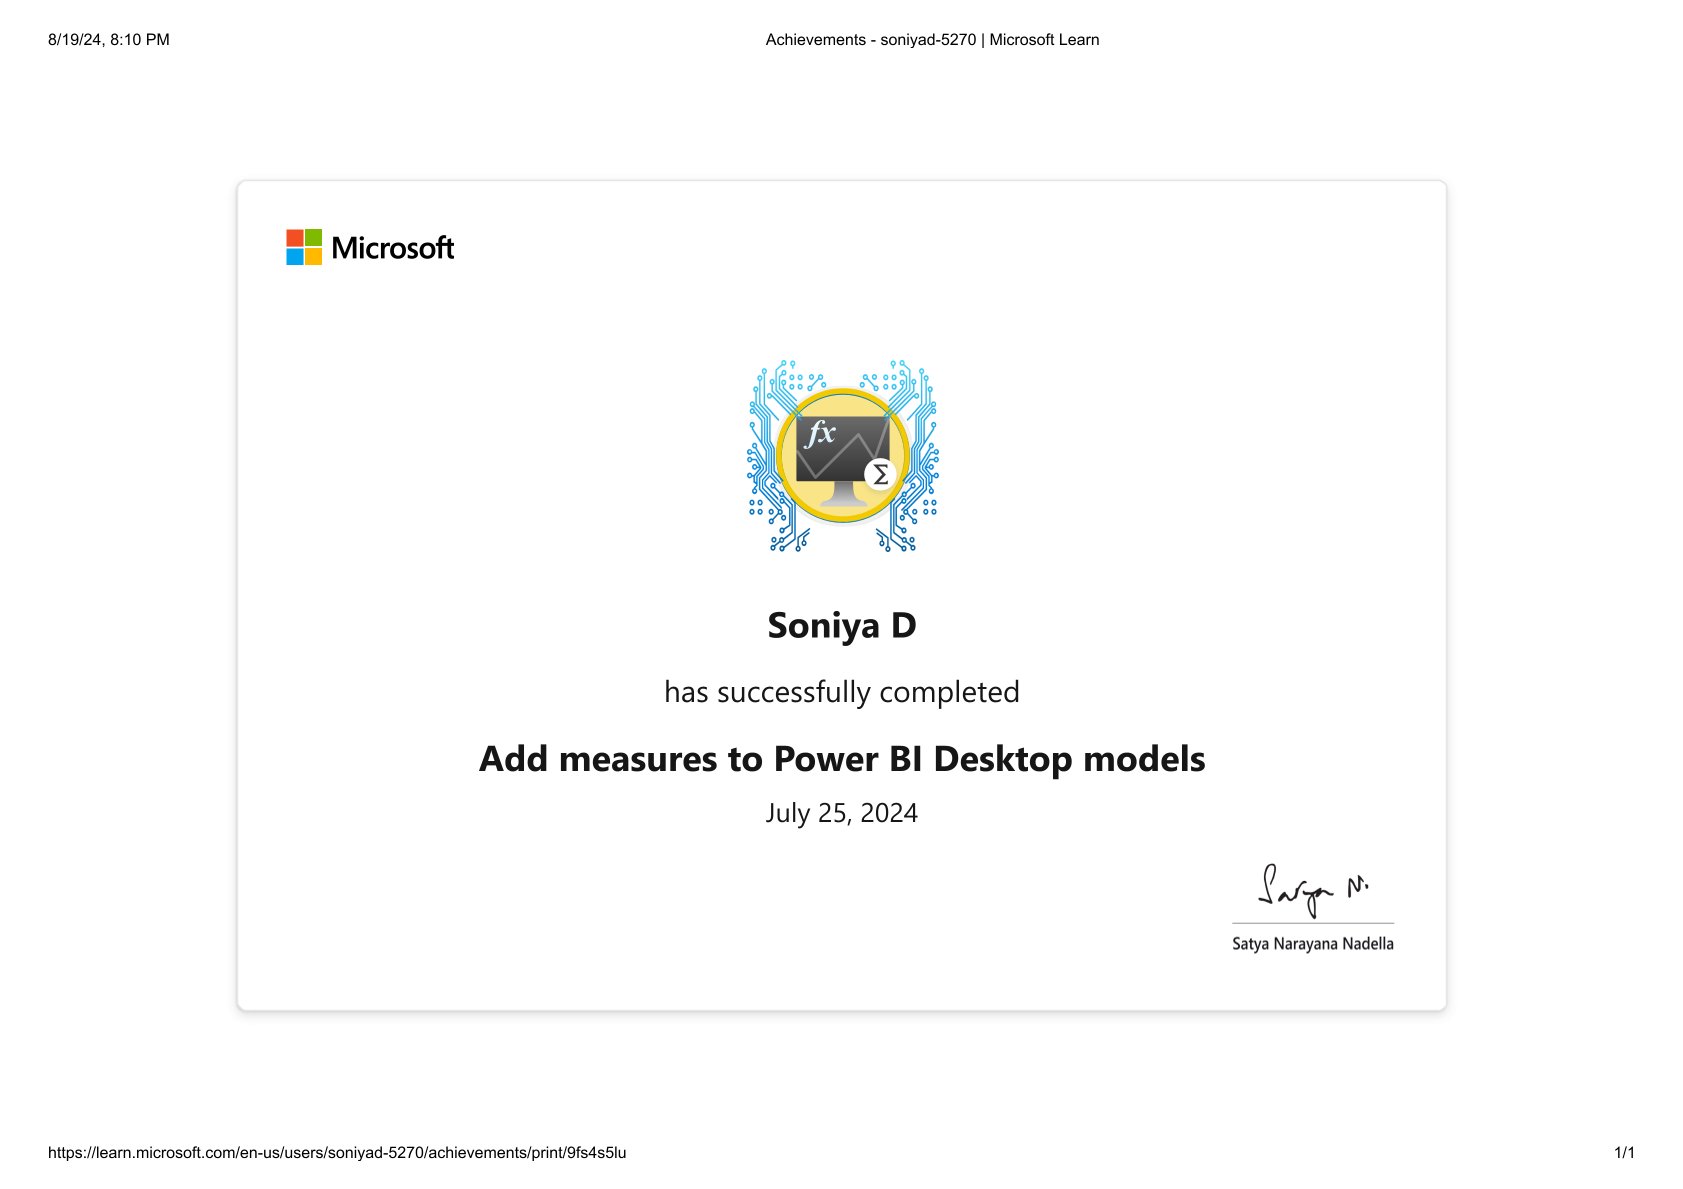 8/19/24, 8:10 PM
Achievements - soniyad-5270 | Microsoft Learn
Microsoft
fx
Σ
Soniya D
has successfully completed
Add measures to Power BI Desktop models
July 25, 2024
Satya N.
Satya Narayana Nadella
https://learn.microsoft.com/en-us/users/soniyad-5270/achievements/print/9fs4s5lu
1/1